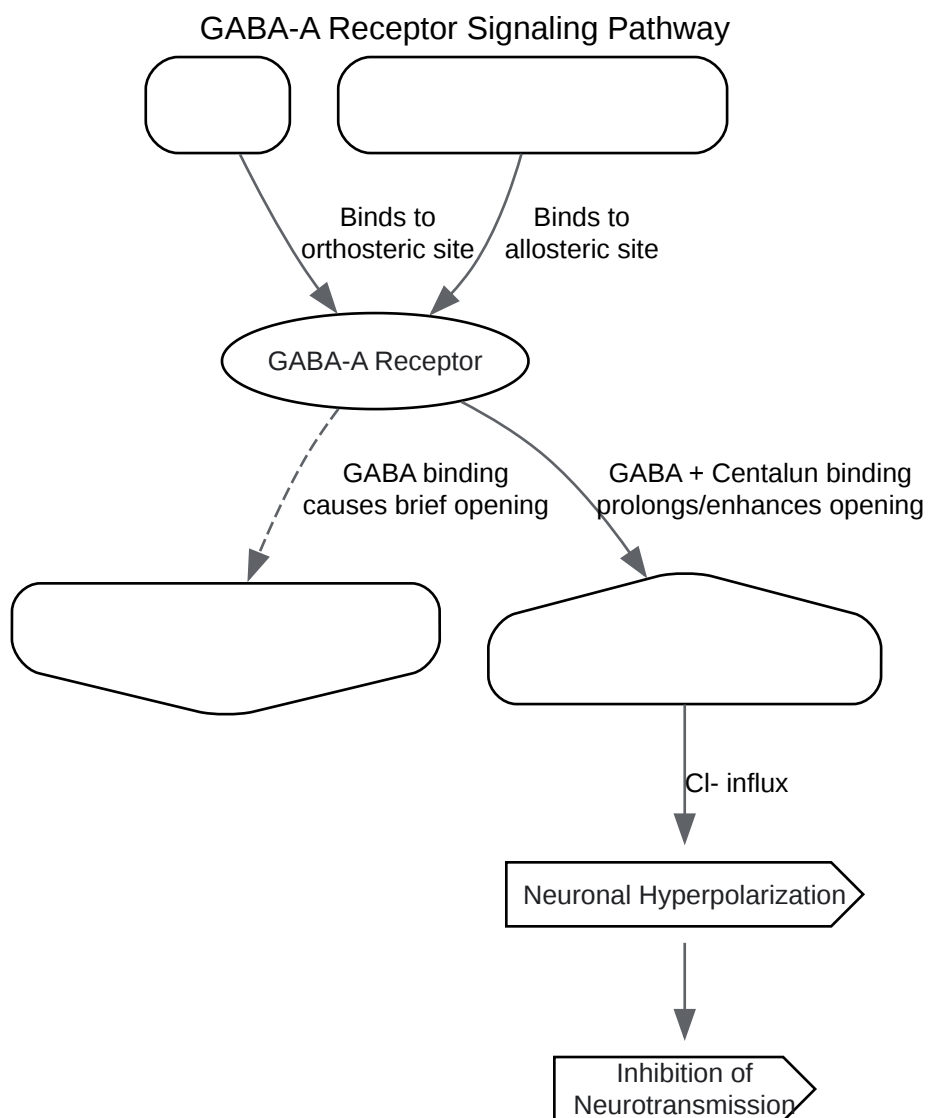 GABA-A Receptor Signaling Pathway
Binds to
orthosteric site
Binds to
allosteric site
GABA-A Receptor
GABA binding
causes brief opening
GABA + Centalun binding
prolongs/enhances opening
Cl- influx
Neuronal Hyperpolarization
Inhibition of
Neurotransmission